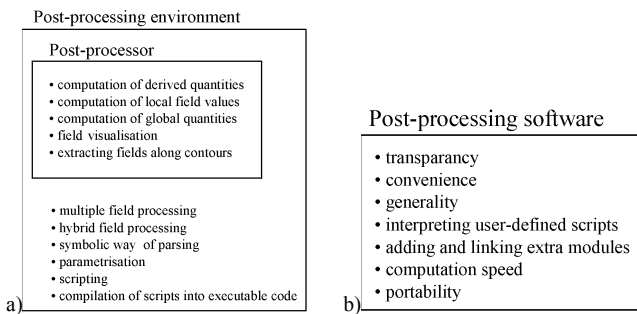 Post-processing environment
Post-processor
• computation of derived quantities
• computation of local field values
• computation of global quantities
• field visualisation
• extracting fields along contours
• multiple field processing
• hybrid field processing
• symbolic way of parsing
• parametrisation
• scripting
• compilation of scripts into executable code
a)
Post-processing software
• transparancy
• convenience
• generality
• interpreting user-defined scripts
• adding and linking extra modules
• computation speed
• portability
b)